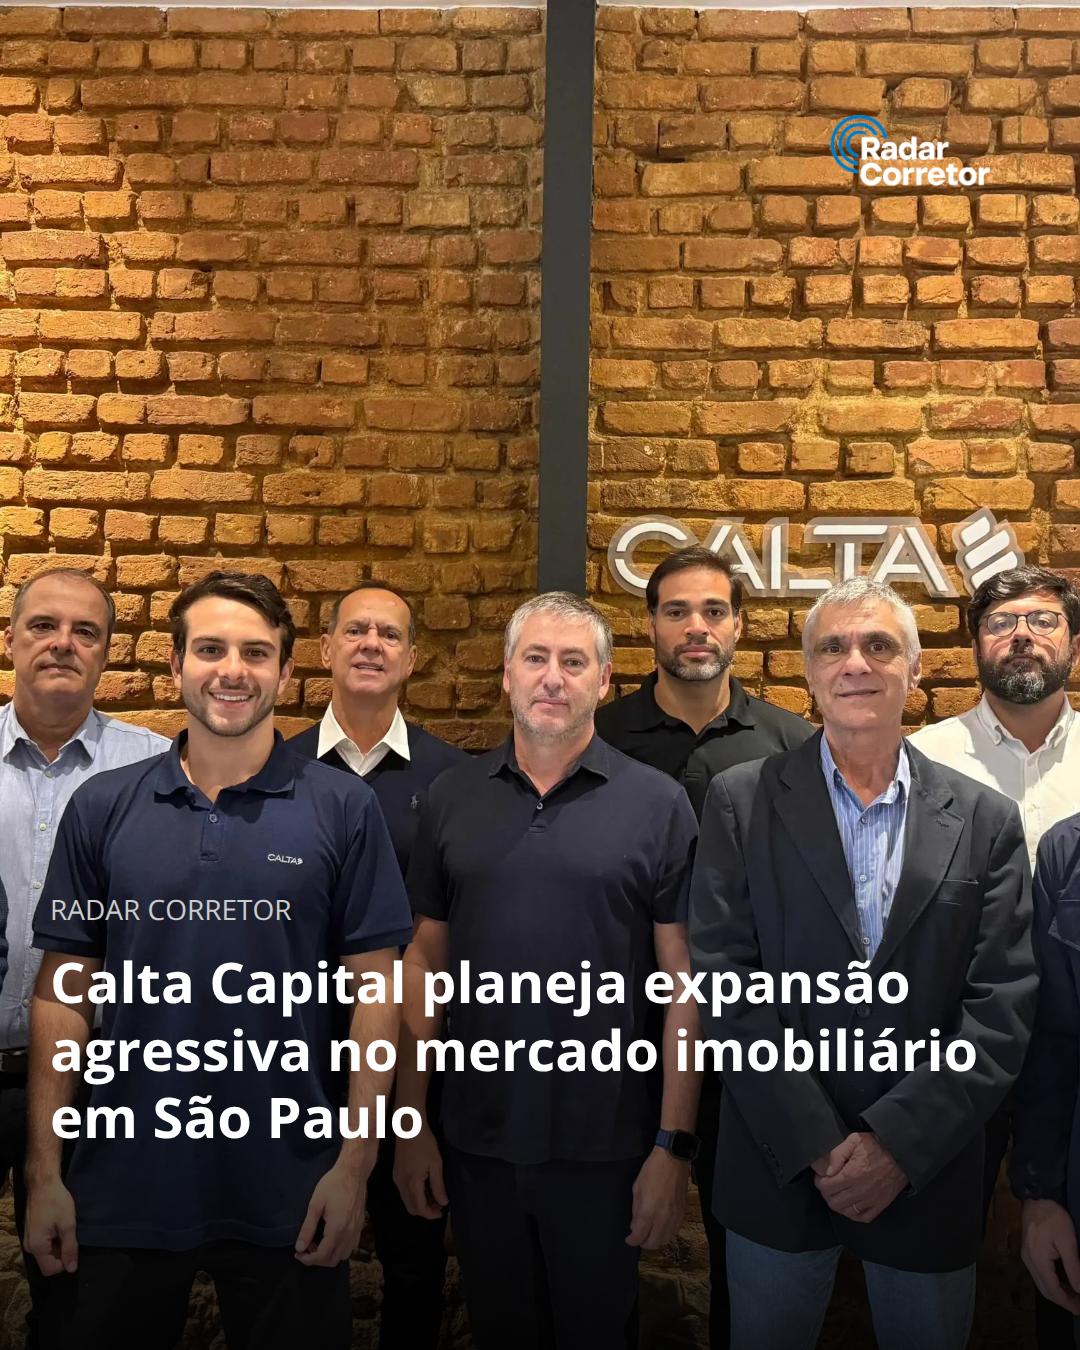 Radar
Corretor
CALTA
CALTA
RADAR CORRETOR
Calta Capital planeja expansão
agressiva no mercado imobiliário
em São Paulo